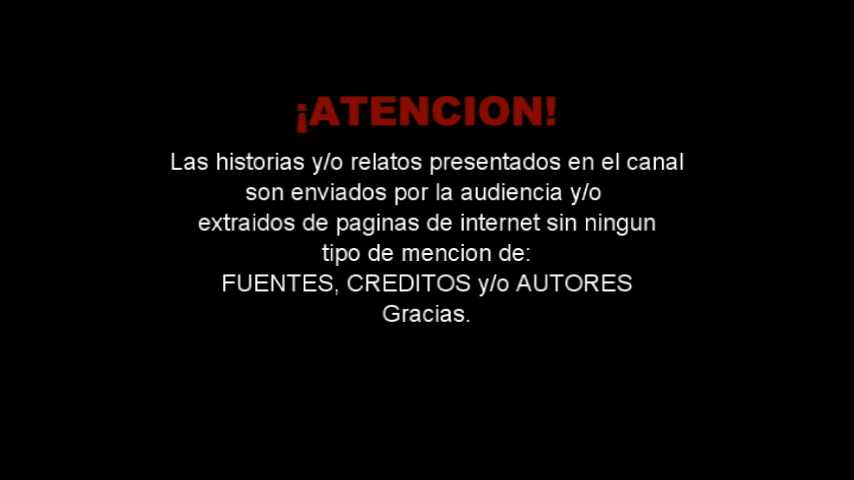 ¡ATENCION!
Las historias y/o relatos presentados en el canal
son enviados por la audiencia y/o
extraidos de paginas de internet sin ningun
tipo de mencion de:
FUENTES, CREDITOS y/o AUTORES
Gracias.